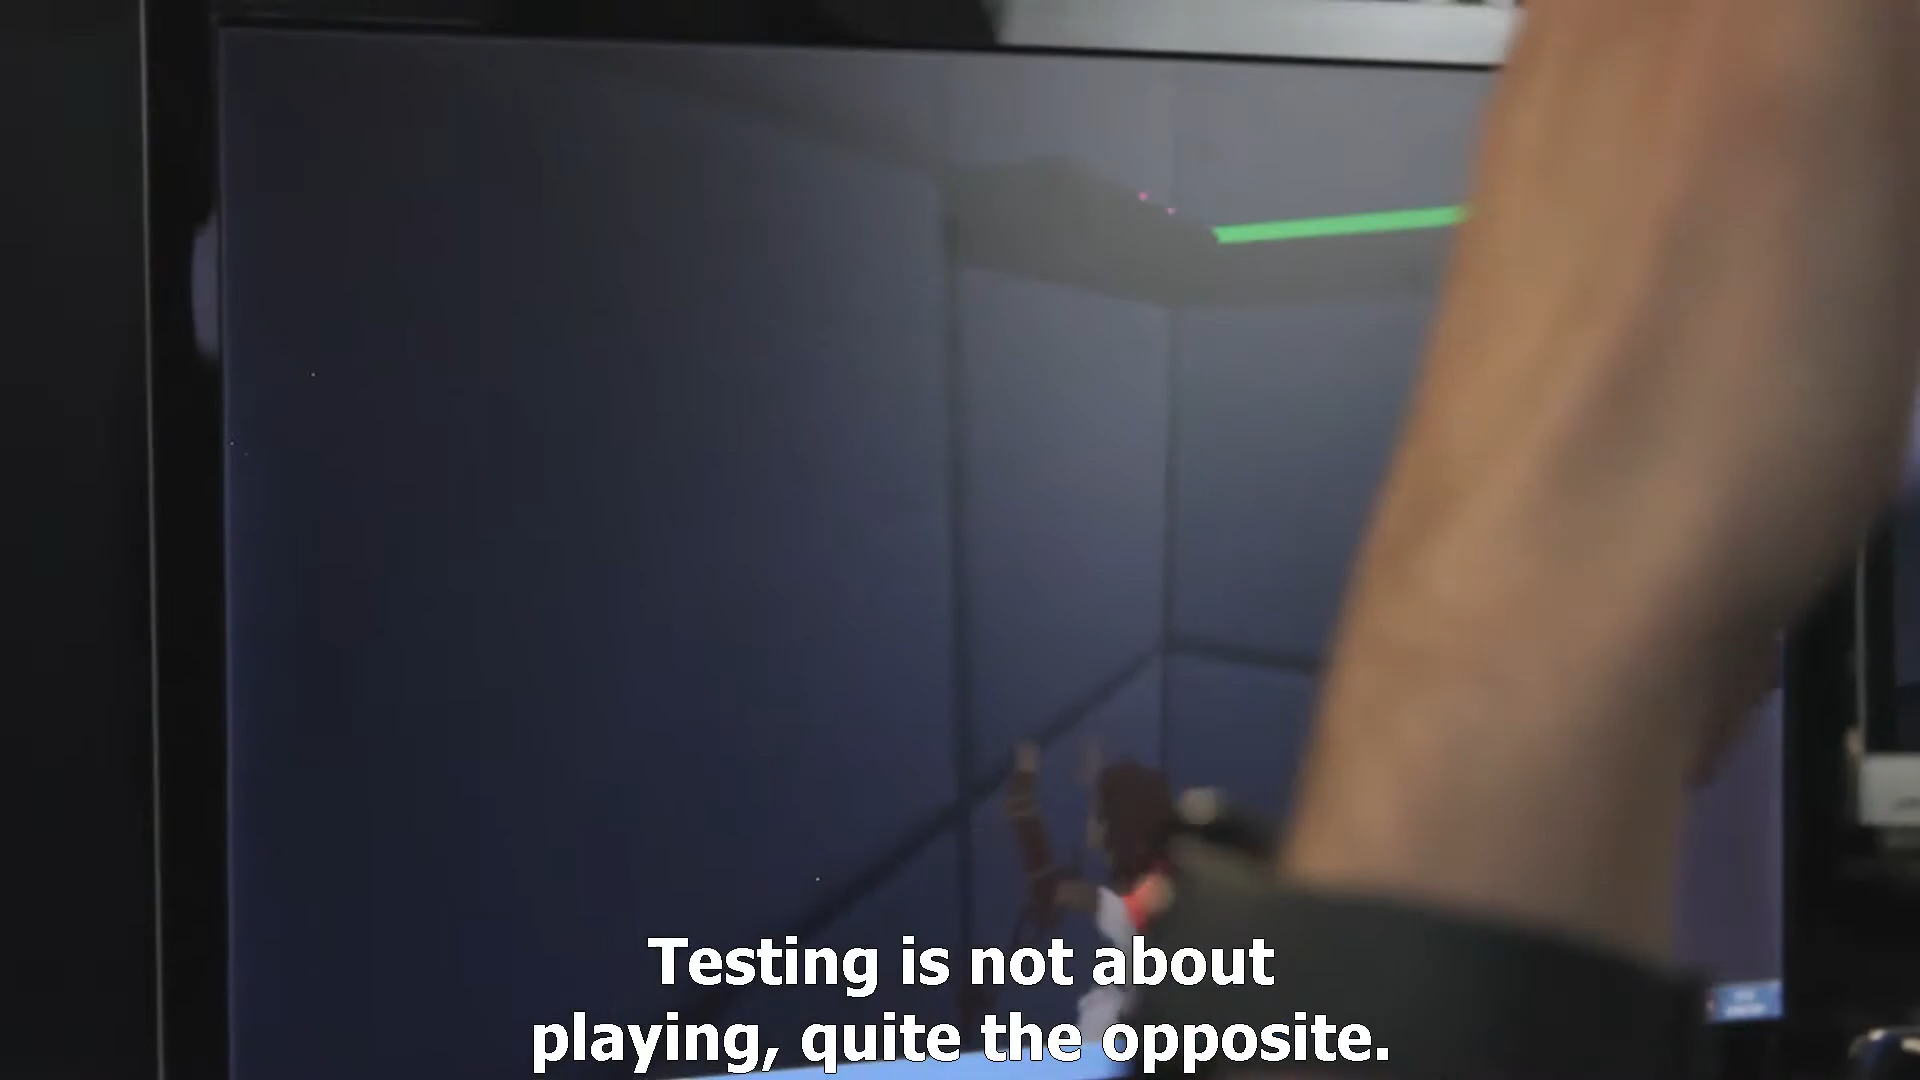 Testing is not about
playing, quite the opposite.